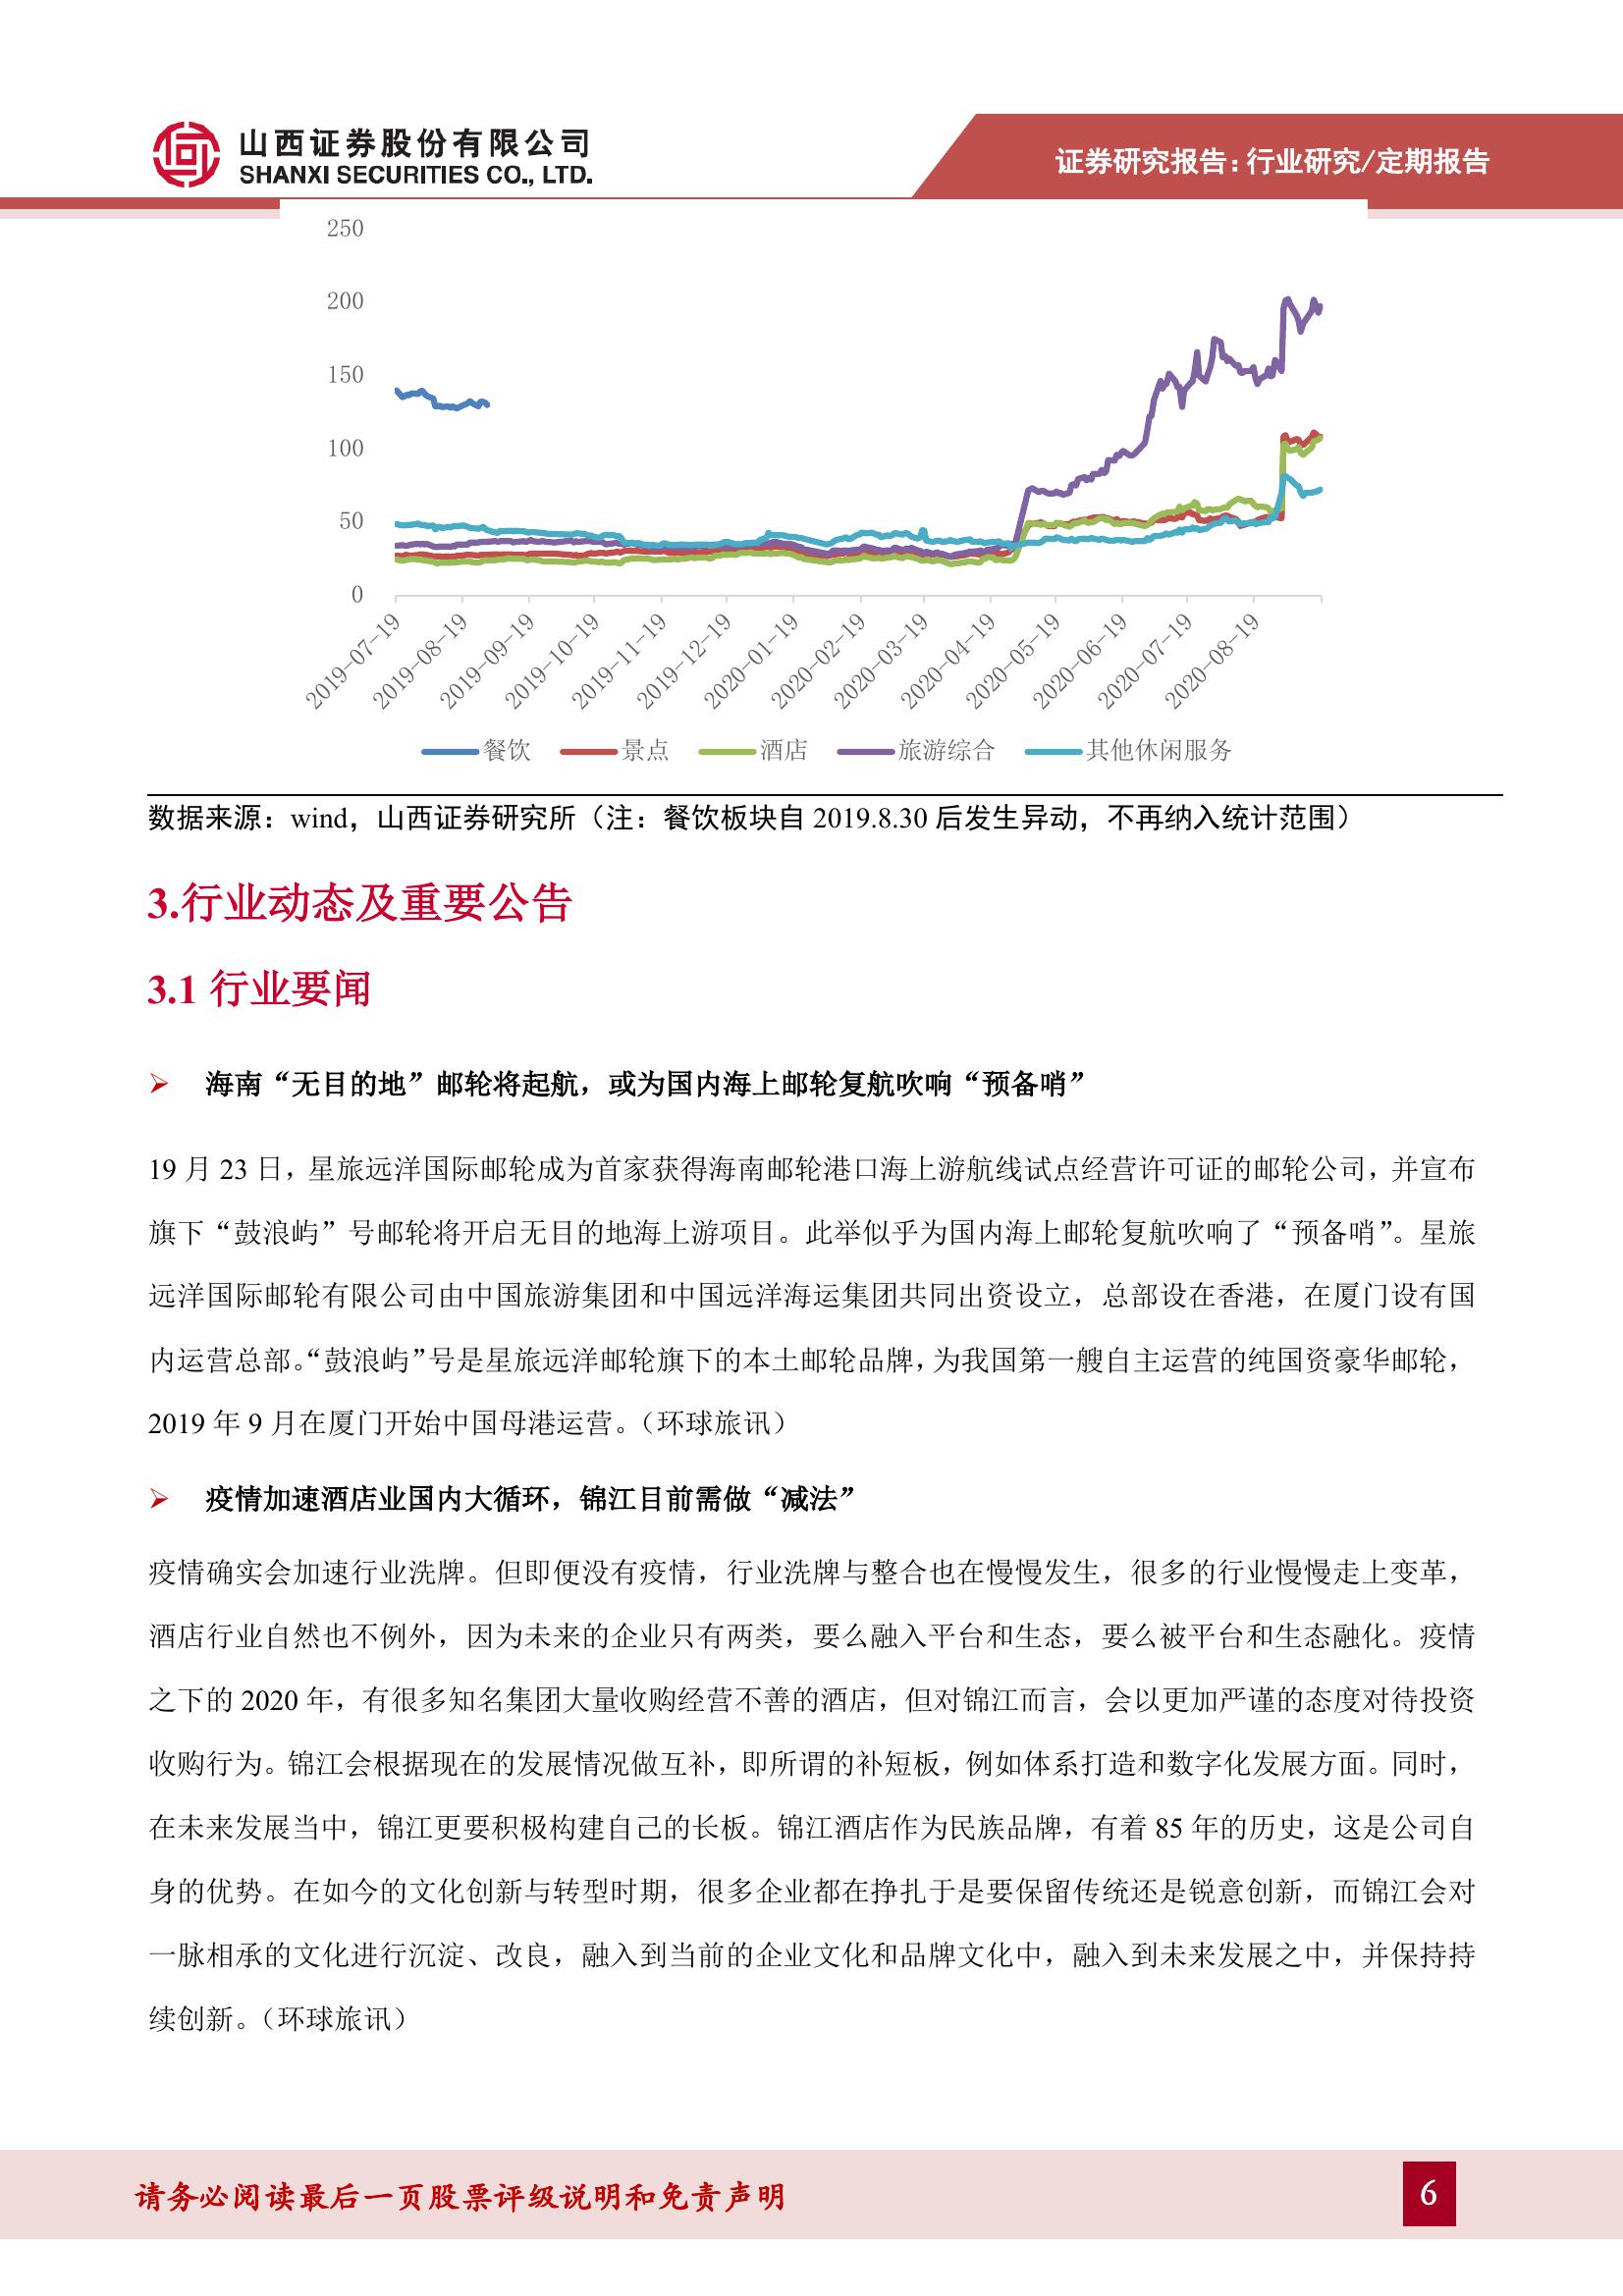 山西证券股份有限公司
SHANXI SECURITIES CO., LTD.
证券研究报告：行业研究/定期报告
250
200
150
100
50
0
2019-07-19
2019-08-19
2019-09-19
2019-10-19
2019-11-19
2019-12-19
2020-01-19
2020-02-19
2020-03-19
2020-04-19
2020-05-19
2020-06-19
2020-07-19
2020-08-19
餐饮 景点 酒店 旅游综合 其他休闲服务
数据来源：wind，山西证券研究所（注：餐饮板块自 2019.8.30 后发生异动，不再纳入统计范围）
3.行业动态及重要公告
3.1 行业要闻
➢ 海南“无目的地”邮轮将起航，或为国内海上邮轮复航吹响“预备哨”
19 月 23 日，星旅远洋国际邮轮成为首家获得海南邮轮港口海上游航线试点经营许可证的邮轮公司，并宣布
旗下“鼓浪屿”号邮轮将开启无目的地海上游项目。此举似乎为国内海上邮轮复航吹响了“预备哨”。星旅
远洋国际邮轮有限公司由中国旅游集团和中国远洋海运集团共同出资设立，总部设在香港，在厦门设有国
内运营总部。“鼓浪屿”号是星旅远洋邮轮旗下的本土邮轮品牌，为我国第一艘自主运营的纯国资豪华邮轮，
2019 年 9 月在厦门开始中国母港运营。（环球旅讯）
➢ 疫情加速酒店业国内大循环，锦江目前需做“减法”
疫情确实会加速行业洗牌。但即便没有疫情，行业洗牌与整合也在慢慢发生，很多的行业慢慢走上变革，
酒店行业自然也不例外，因为未来的企业只有两类，要么融入平台和生态，要么被平台和生态融化。疫情
之下的 2020 年，有很多知名集团大量收购经营不善的酒店，但对锦江而言，会以更加严谨的态度对待投资
收购行为。锦江会根据现在的发展情况做互补，即所谓的补短板，例如体系打造和数字化发展方面。同时，
在未来发展当中，锦江更要积极构建自己的长板。锦江酒店作为民族品牌，有着 85 年的历史，这是公司自
身的优势。在如今的文化创新与转型时期，很多企业都在挣扎于是要保留传统还是锐意创新，而锦江会对
一脉相承的文化进行沉淀、改良，融入到当前的企业文化和品牌文化中，融入到未来发展之中，并保持持
续创新。（环球旅讯）
请务必阅读最后一页股票评级说明和免责声明
6